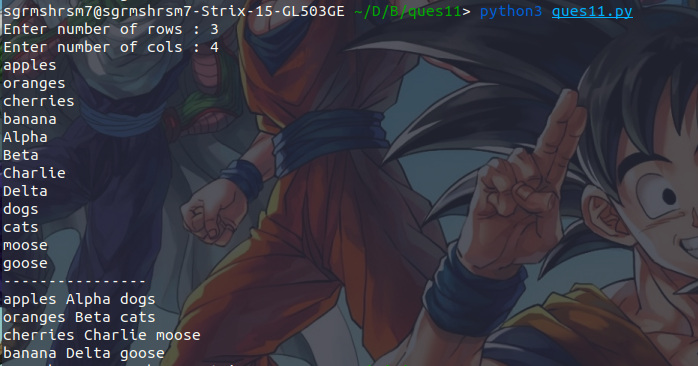 sgrmshrsm7@sgrmshrsm7-Strix-15-GL503GE ~/D/B/ques11> python3 ques11.py
Enter number of rows : 3
Enter number of cols : 4
apples
oranges
cherries
banana
Alpha
Beta
Charlie
Delta
dogs
cats
moose
goose
----------------
apples Alpha dogs
oranges Beta cats
cherries Charlie moose
banana Delta goose